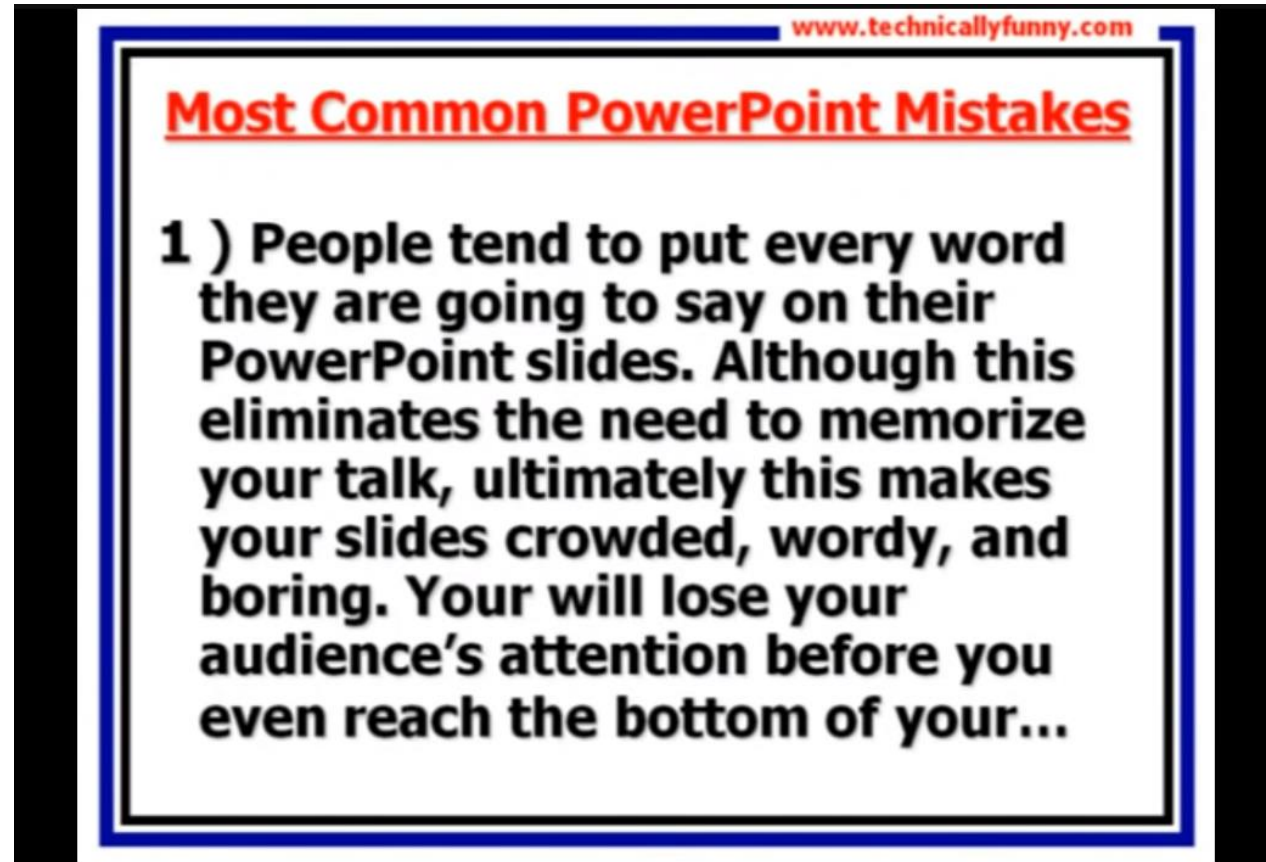 www.technicallyfunny.com
Most Common PowerPoint Mistakes
1 ) People tend to put every word
they are going to say on their
PowerPoint slides. Although this
eliminates the need to memorize
your talk, ultimately this makes
your slides crowded, wordy, and
boring. Your will lose your
audience’s attention before you
even reach the bottom of your...